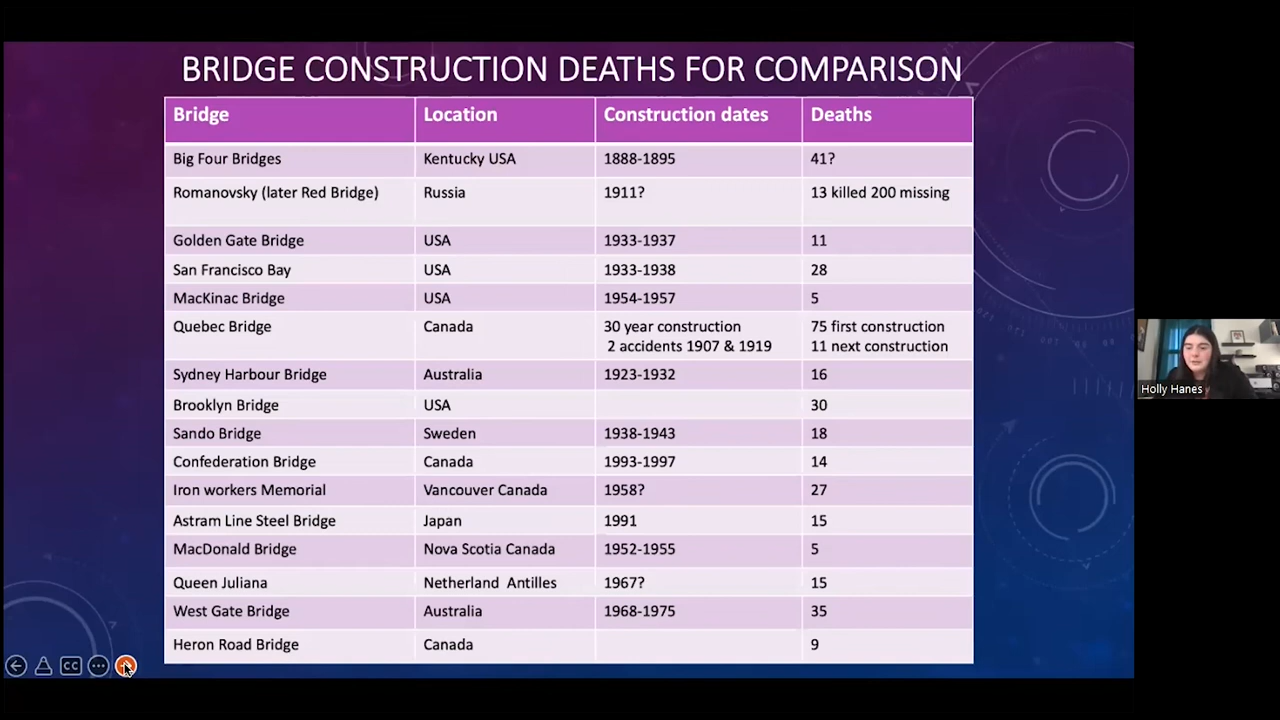 BRIDGE CONSTRUCTION DEATHS FOR COMPARISON
Bridge Location Construction dates Deaths
Big Four Bridges Kentucky USA 1888-1895 41?
Romanovsky (later Red Bridge) Russia 1911? 13 killed 200 missing
Golden Gate Bridge USA 1933-1937 11
San Francisco Bay USA 1933-1938 28
MacKinac Bridge USA 1954-1957 5
Quebec Bridge Canada 30 year construction 75 first construction
2 accidents 1907 & 1919 11 next construction
Sydney Harbour Bridge Australia 1923-1932 16
Brooklyn Bridge USA 30
Sando Bridge Sweden 1938-1943 18
Confederation Bridge Canada 1993-1997 14
Iron workers Memorial Vancouver Canada 1958? 27
Astram Line Steel Bridge Japan 1991 15
MacDonald Bridge Nova Scotia Canada 1952-1955 5
Queen Juliana Netherland Antilles 1967? 15
West Gate Bridge Australia 1968-1975 35
Heron Road Bridge Canada 9
CC
Holly Hanes